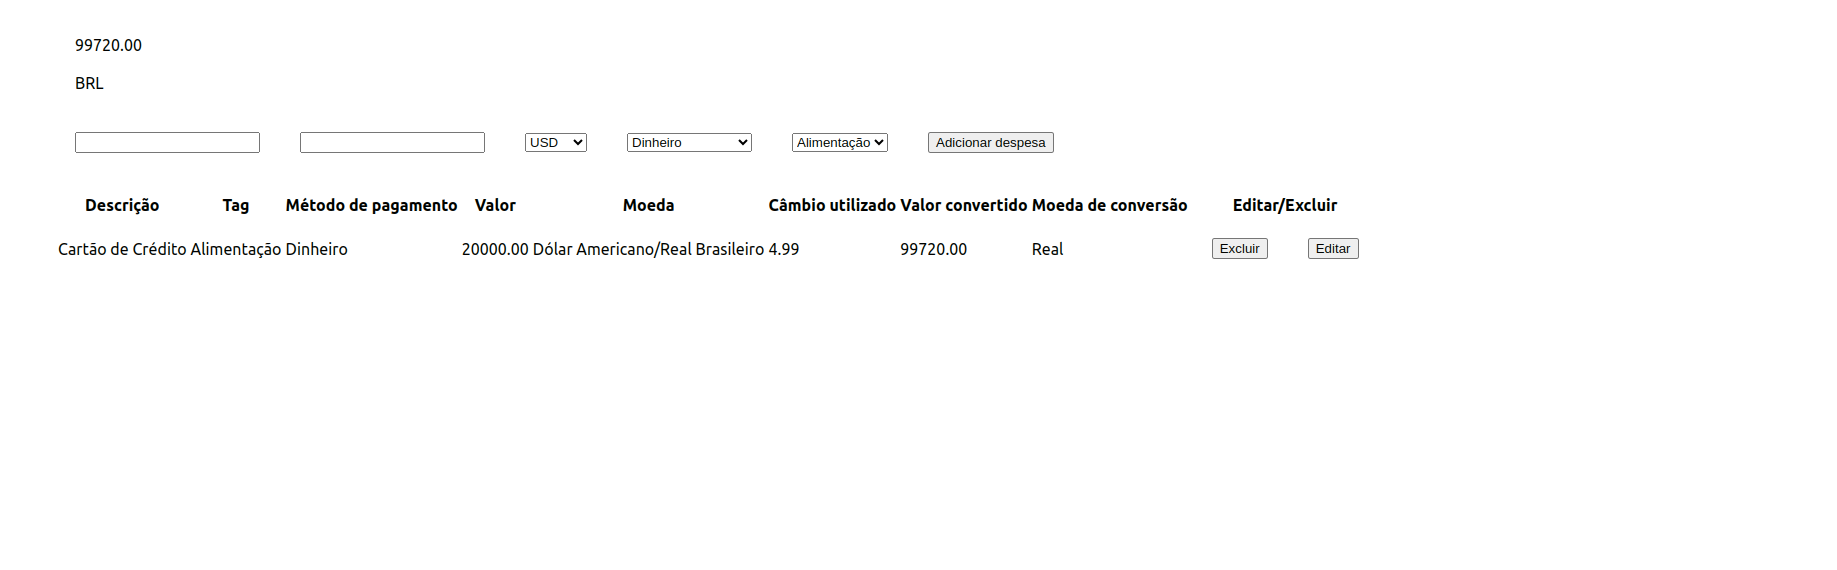 99720.00
BRL
USD Dinheiro Alimentação Adicionar despesa
Descrição Tag Método de pagamento Valor Moeda Câmbio utilizado Valor convertido Moeda de conversão Editar/Excluir
Cartão de Crédito Alimentação Dinheiro 20000.00 Dólar Americano/Real Brasileiro 4.99 99720.00 Real Excluir Editar